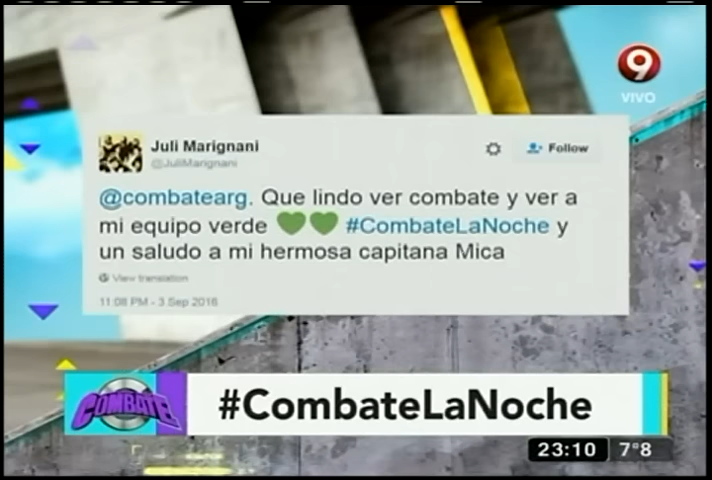 9
VIVO
Juli Marignani
@JuliMarignani
Follow
@combatearg. Que lindo ver combate y ver a
mi equipo verde 💚💚 #CombateLaNoche y
un saludo a mi hermosa capitana Mica
View translation
11:08 PM - 3 Sep 2016
COMBATE
#CombateLaNoche
23:10 7°8